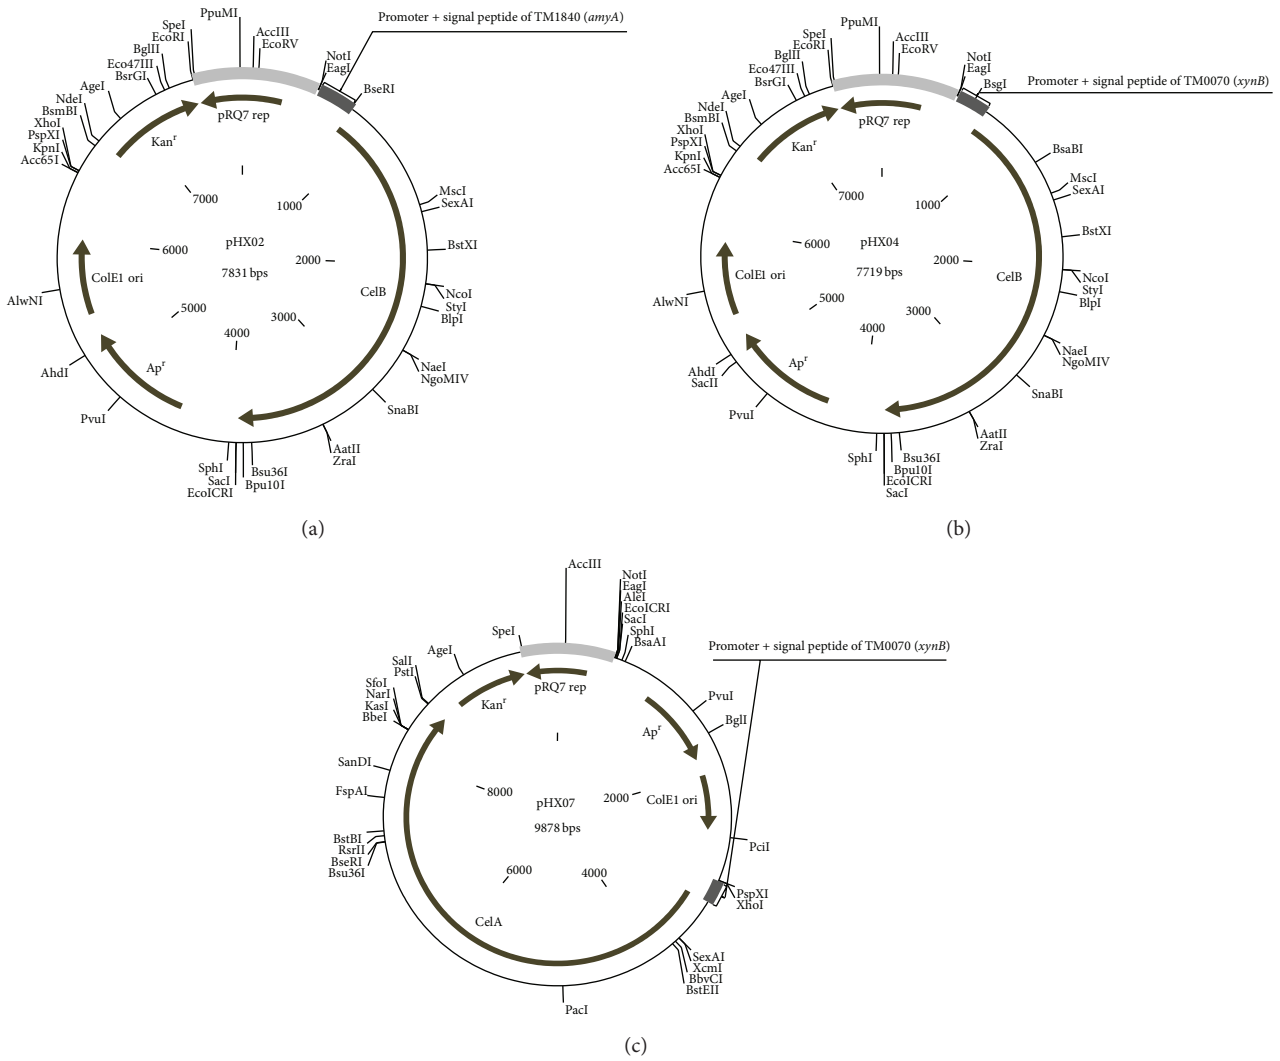 PpuMI
Promoter + signal peptide of TM1840 (amyA)
SpeI
AccIII
EcoRI
EcoRV
BglII
NotI
Eco47III
EagI
BsrGI
BseRI
AgeI
NdeI
BsmBI
XhoI
PspXI
KpnI
Acc65I
Kanʳ
pRQ7 rep
7000
1000
MscI
SexAI
6000
pHX02
2000
BstXI
7831 bps
ColE1 ori
CelB
AlwNI
5000
NcoI
StyI
BlpI
4000
3000
AhdI
Apʳ
NaeI
NgoMIV
PvuI
SnaBI
AatII
ZraI
SphI
SacI
EcoICRI
Bsu36I
Bpu10I
(a)
PpuMI
SpeI
AccIII
EcoRI
EcoRV
BglII
NotI
Eco47III
EagI
BsrGI
BsgI
Promoter + signal peptide of TM0070 (xynB)
AgeI
NdeI
BsmBI
XhoI
PspXI
KpnI
Acc65I
Kanʳ
pRQ7 rep
BsaBI
7000
1000
MscI
SexAI
6000
pHX04
2000
BstXI
7719 bps
ColE1 ori
CelB
AlwNI
5000
NcoI
StyI
BlpI
4000
3000
AhdI
SacII
Apʳ
NaeI
NgoMIV
PvuI
SnaBI
AatII
ZraI
SphI
Bsu36I
Bpu10I
EcoICRI
SacI
(b)
AccIII
NotI
EagI
AleI
EcoICRI
SacI
SphI
BsaAI
SpeI
AgeI
Promoter + signal peptide of TM0070 (xynB)
SalI
PstI
SfoI
NarI
KasI
BbeI
Kanʳ
pRQ7 rep
PvuI
BglI
Apʳ
SanDI
FspAI
8000
pHX07
2000
ColE1 ori
9878 bps
BstBI
RsrII
BseRI
Bsu36I
PciI
6000
4000
PspXI
XhoI
CelA
SexAI
XcmI
BbvCI
BstEII
PacI
(c)